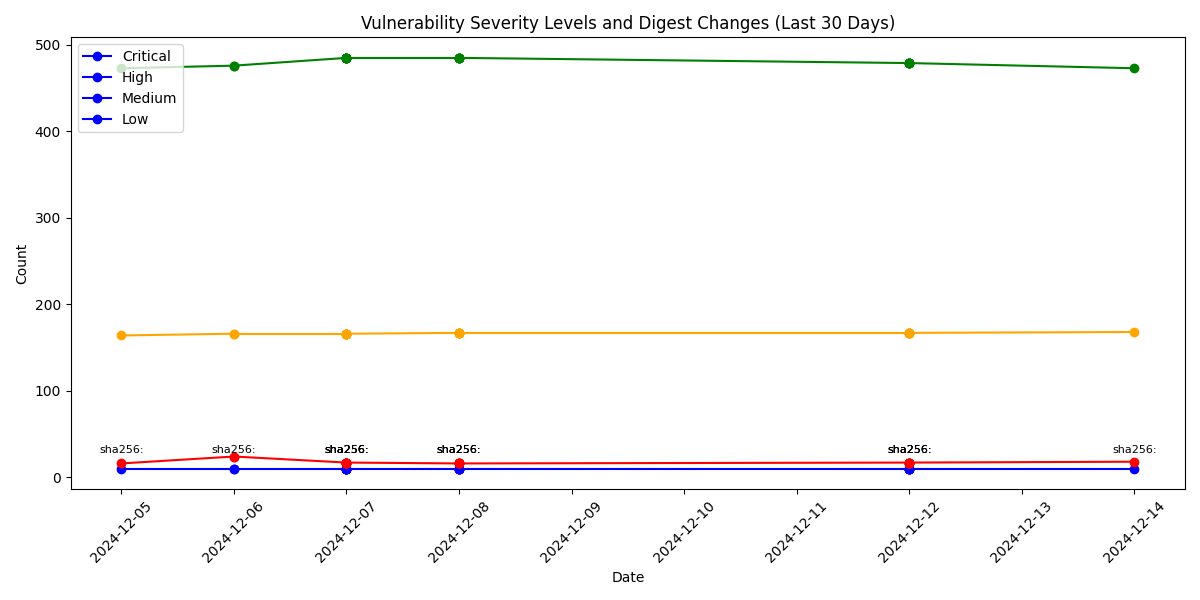 Vulnerability Severity Levels and Digest Changes (Last 30 Days)
Critical
High
Medium
Low
Count
500
400
300
200
100
0
sha256:
sha256:
sha256:
sha256:
sha256:
sha256:
2024-12-05
2024-12-06
2024-12-07
2024-12-08
2024-12-09
2024-12-10
2024-12-11
2024-12-12
2024-12-13
2024-12-14
Date